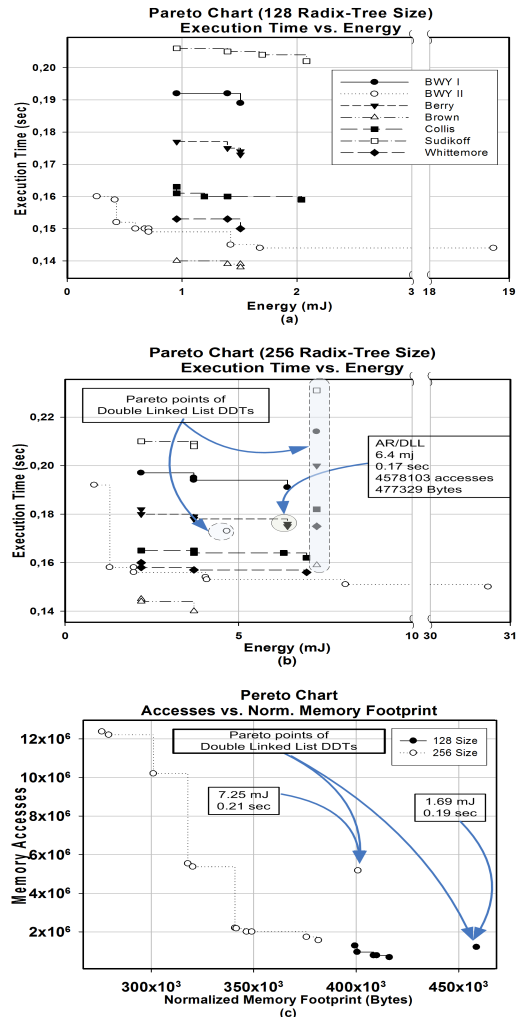 Pareto Chart (128 Radix-Tree Size)
Execution Time vs. Energy
Execution Time (sec)
0,20
0,19
0,18
0,17
0,16
0,15
0,14
BWY I
BWY II
Berry
Brown
Collis
Sudikoff
Whittemore
0 1 2 3 18 19
Energy (mJ)
(a)
Pareto Chart (256 Radix-Tree Size)
Execution Time vs. Energy
Execution Time (sec)
0,22
0,20
0,18
0,16
0,14
Pareto points of
Double Linked List DDTs
AR/DLL
6.4 mj
0.17 sec
4578103 accesses
477329 Bytes
0 5 10 30 31
Energy (mJ)
(b)
Pereto Chart
Accesses vs. Norm. Memory Footprint
Memory Accesses
12x10⁶
10x10⁶
8x10⁶
6x10⁶
4x10⁶
2x10⁶
Pareto points of
Double Linked List DDTs
128 Size
256 Size
7.25 mJ
0.21 sec
1.69 mJ
0.19 sec
300x10³ 350x10³ 400x10³ 450x10³
Normalized Memory Footprint (Bytes)
(c)